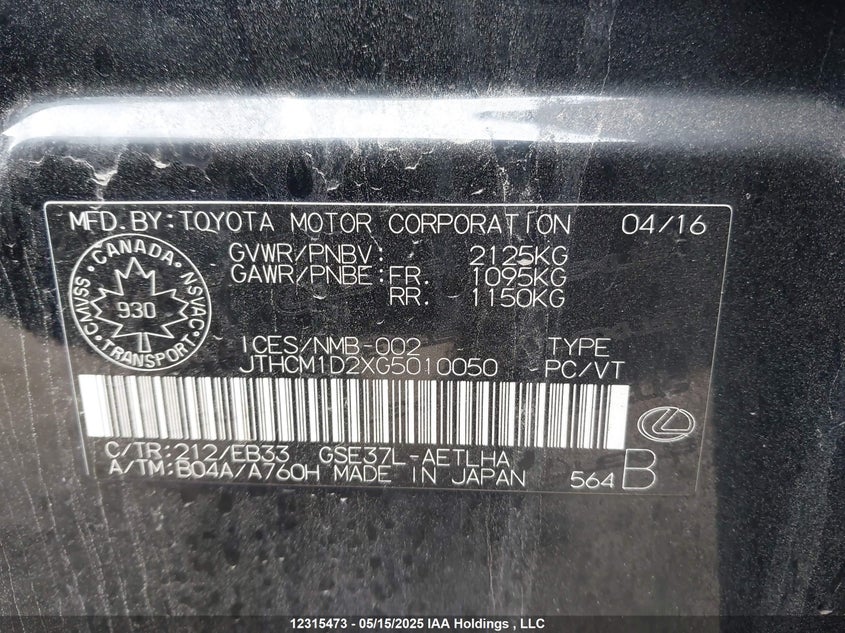 MFD.BY:TOYOTA MOTOR CORPORATION 04/16
GVWR/PNBV: 2125KG
GAWR/PNBE:FR. 1095KG
RR. 1150KG
CANADA
NSVAC
CMVSS
930
TRANSPORT
ICES/NMB-002 TYPE
JTHCM1D2XG5010050 PC/VT
C/TR:212/EB33 GSE37L-AETLHA
A/TM:B04A/A760H MADE IN JAPAN 564 B
12315473 - 05/15/2025 IAA Holdings , LLC